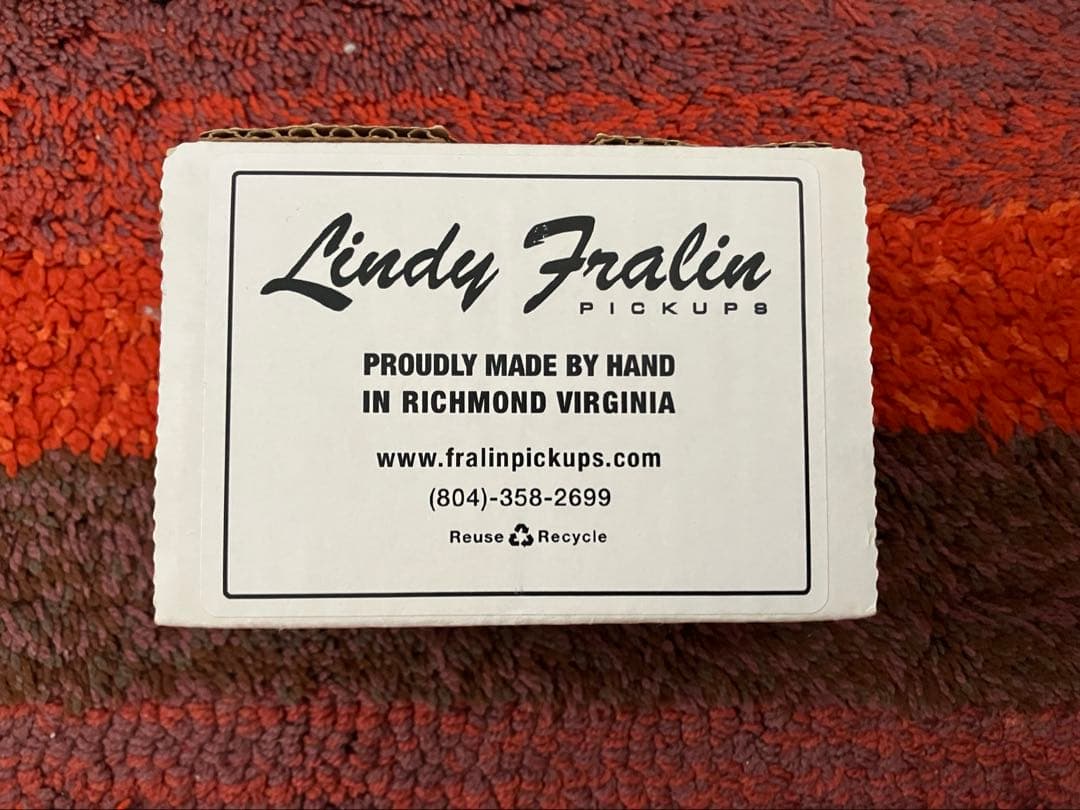 Lindy Fralin
PICKUPS
PROUDLY MADE BY HAND
IN RICHMOND VIRGINIA
www.fralinpickups.com
(804)-358-2699
Reuse Recycle